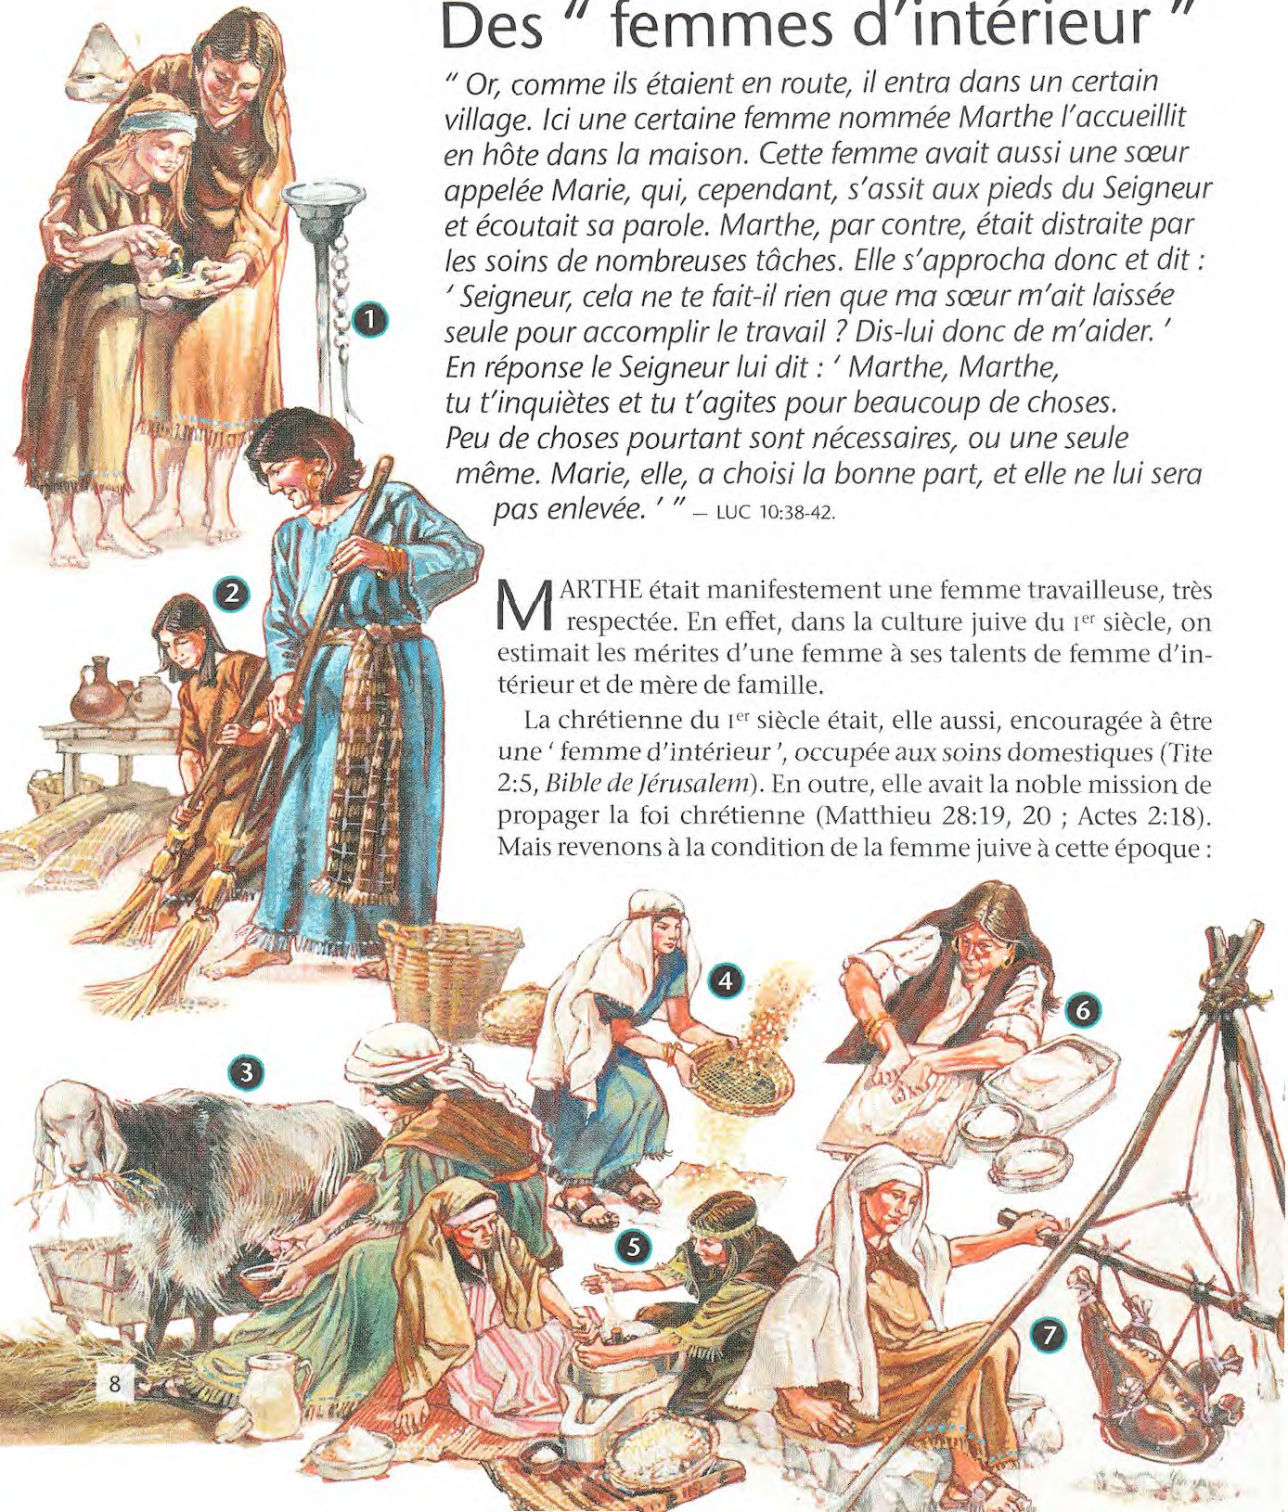 Des " femmes d'intérieur "
" Or, comme ils étaient en route, il entra dans un certain
village. Ici une certaine femme nommée Marthe l'accueillit
en hôte dans la maison. Cette femme avait aussi une sœur
appelée Marie, qui, cependant, s'assit aux pieds du Seigneur
et écoutait sa parole. Marthe, par contre, était distraite par
les soins de nombreuses tâches. Elle s'approcha donc et dit :
' Seigneur, cela ne te fait-il rien que ma sœur m'ait laissée
seule pour accomplir le travail ? Dis-lui donc de m'aider. '
En réponse le Seigneur lui dit : ' Marthe, Marthe,
tu t'inquiètes et tu t'agites pour beaucoup de choses.
Peu de choses pourtant sont nécessaires, ou une seule
même. Marie, elle, a choisi la bonne part, et elle ne lui sera
pas enlevée. ' " – LUC 10:38-42.
MARTHE était manifestement une femme travailleuse, très
respectée. En effet, dans la culture juive du Ier siècle, on
estimait les mérites d'une femme à ses talents de femme d'in-
térieur et de mère de famille.
La chrétienne du Ier siècle était, elle aussi, encouragée à être
une ' femme d'intérieur ', occupée aux soins domestiques (Tite
2:5, Bible de Jérusalem). En outre, elle avait la noble mission de
propager la foi chrétienne (Matthieu 28:19, 20 ; Actes 2:18).
Mais revenons à la condition de la femme juive à cette époque :
1
2
3
4
5
6
7
8